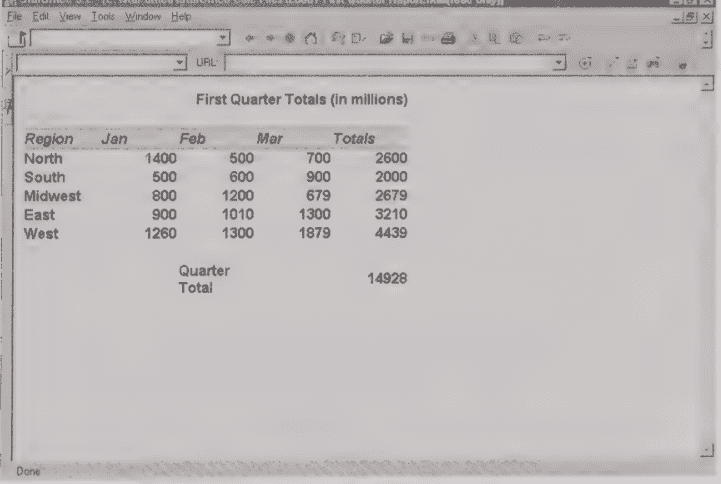 File Edit View Tools Window Help
URL:
First Quarter Totals (in millions)
Region Jan Feb Mar Totals
North 1400 500 700 2600
South 500 600 900 2000
Midwest 800 1200 679 2679
East 900 1010 1300 3210
West 1260 1300 1879 4439
Quarter
Total
14928
Done